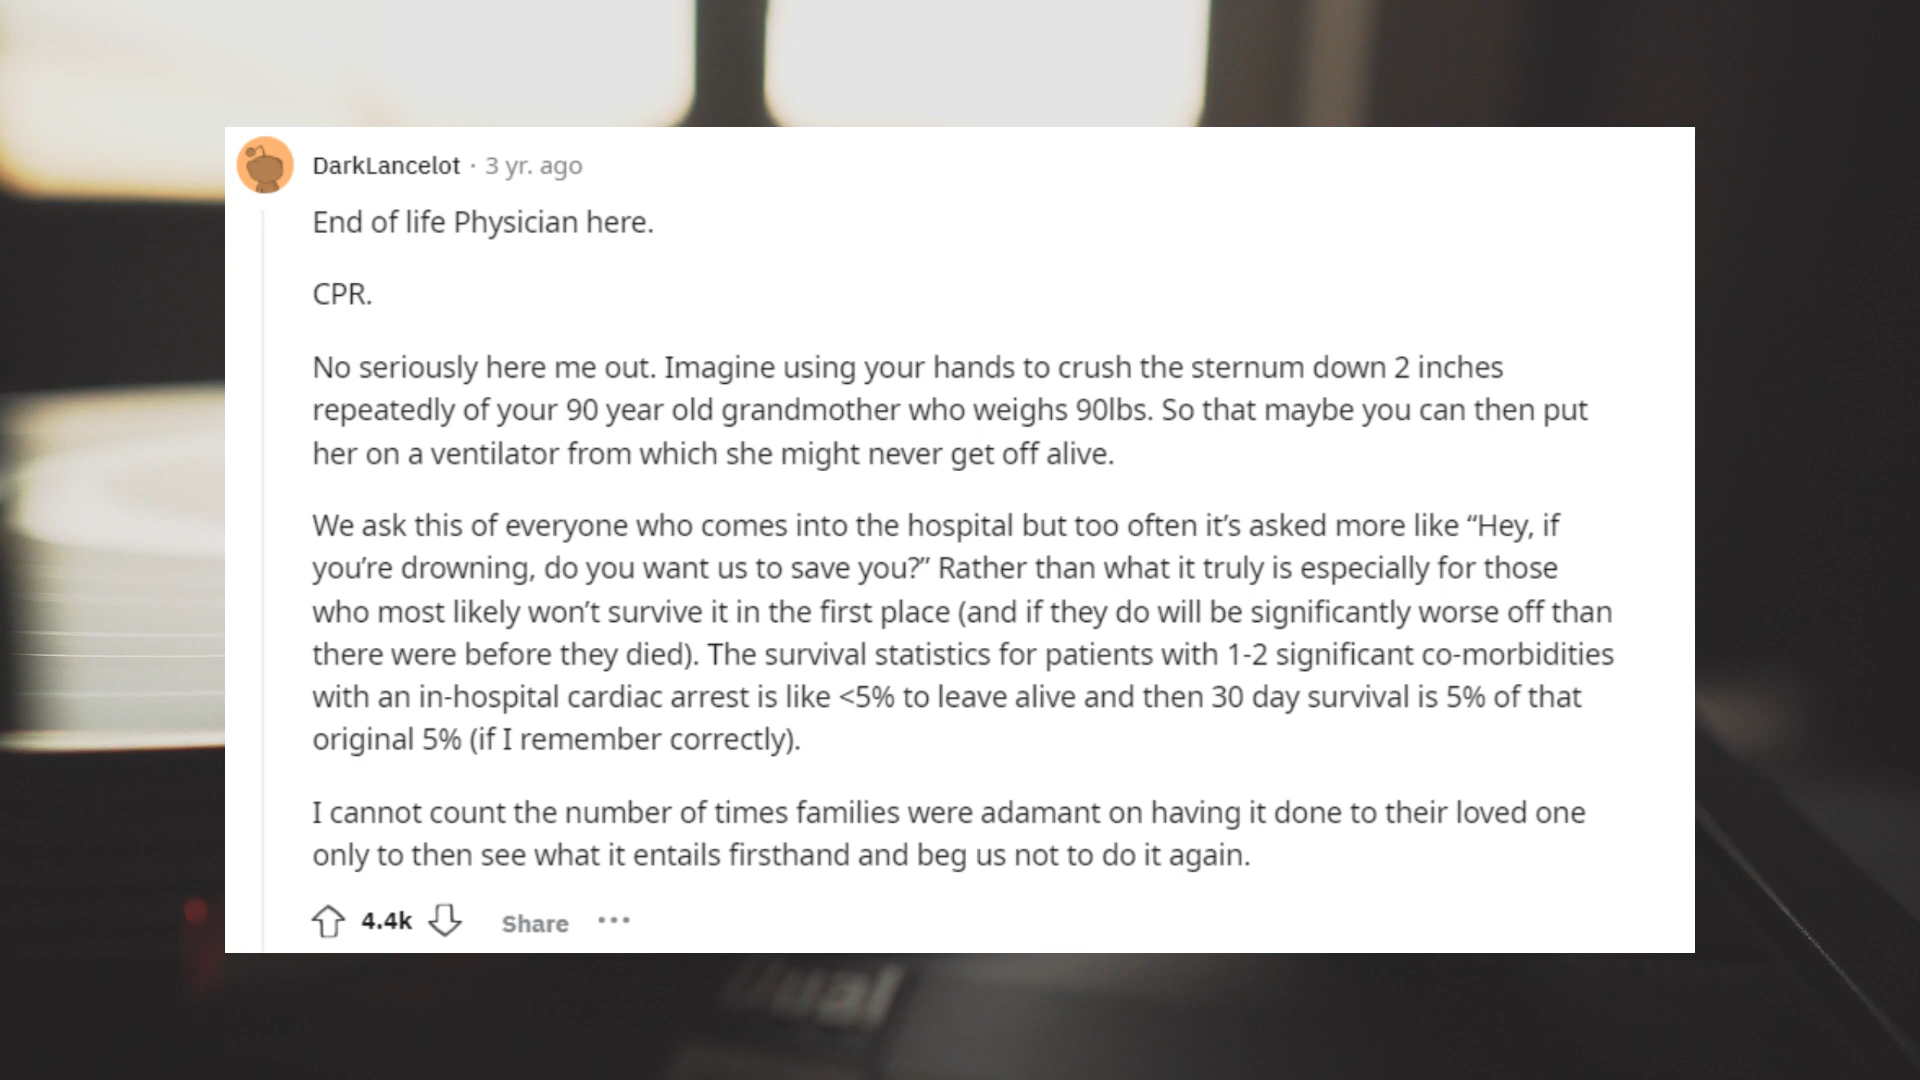 DarkLancelot · 3 yr. ago
End of life Physician here.
CPR.
No seriously here me out. Imagine using your hands to crush the sternum down 2 inches
repeatedly of your 90 year old grandmother who weighs 90lbs. So that maybe you can then put
her on a ventilator from which she might never get off alive.
We ask this of everyone who comes into the hospital but too often it’s asked more like “Hey, if
you’re drowning, do you want us to save you?” Rather than what it truly is especially for those
who most likely won’t survive it in the first place (and if they do will be significantly worse off than
there were before they died). The survival statistics for patients with 1-2 significant co-morbidities
with an in-hospital cardiac arrest is like <5% to leave alive and then 30 day survival is 5% of that
original 5% (if I remember correctly).
I cannot count the number of times families were adamant on having it done to their loved one
only to then see what it entails firsthand and beg us not to do it again.
4.4k Share ···
Dual